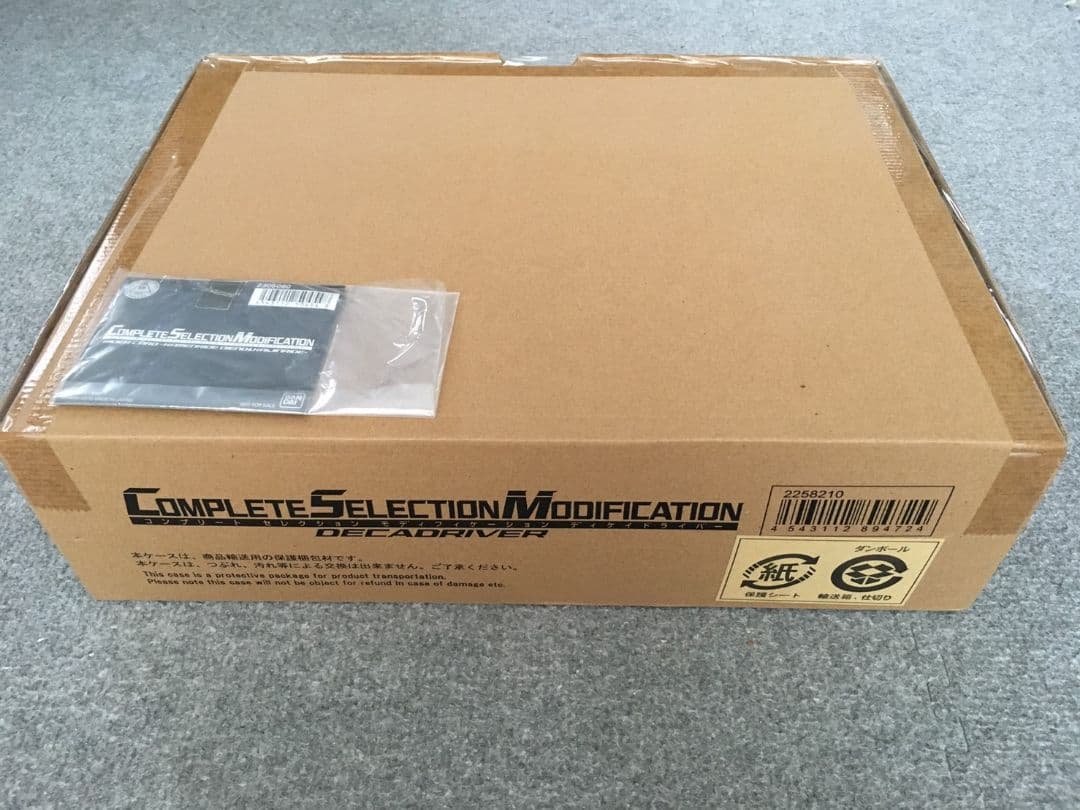 2305060
COMPLETE SELECTION MODIFICATION
BANDAI
COMPLETE SELECTION MODIFICATION
コンプリート セレクション モディフィケーション ディケイドライバー
DECADRIVER
2258210
4 543112 894724
本ケースは、商品輸送用の保護梱包材です。
本ケースは、つぶれ、汚れ等による交換は出来ません。ご了承ください。
This case is a protective package for product transportation.
Please note this case will not be object for refund in case of damage etc.
紙
保護シート
ダンボール
輸送箱、仕切り